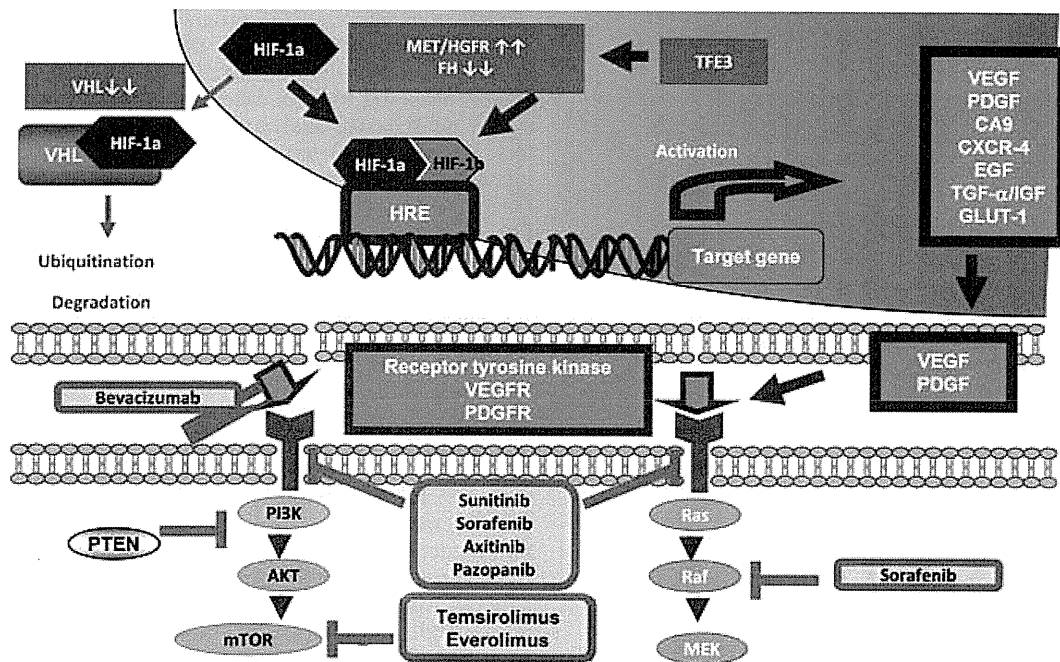 HIF-1a
MET/HGFR ↑↑
FH ↓↓
TFE3
VHL↓↓
VHL
HIF-1a
Ubiquitination
Degradation
HIF-1a
HIF-1b
HRE
Activation
Target gene
VEGF
PDGF
CA9
CXCR-4
EGF
TGF-α/IGF
GLUT-1
VEGF
PDGF
Bevacizumab
Receptor tyrosine kinase
VEGFR
PDGFR
PTEN
PI3K
AKT
mTOR
Sunitinib
Sorafenib
Axitinib
Pazopanib
Temsirolimus
Everolimus
Ras
Raf
MEK
Sorafenib